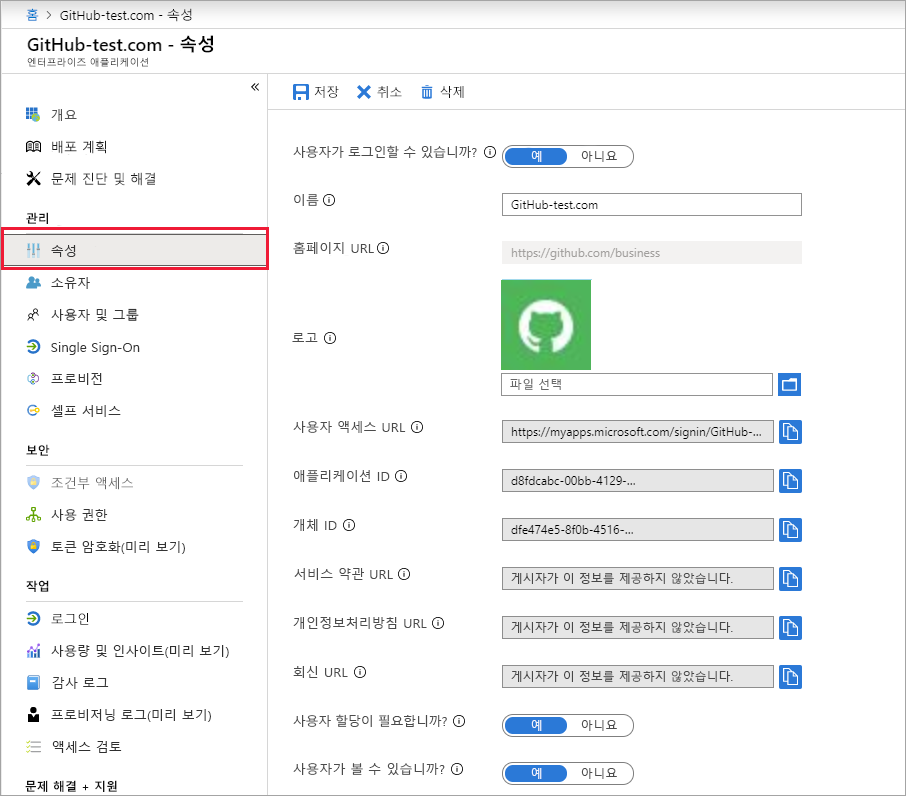 홈 > GitHub-test.com - 속성
GitHub-test.com - 속성
엔터프라이즈 애플리케이션
«
개요
배포 계획
문제 진단 및 해결
관리
속성
소유자
사용자 및 그룹
Single Sign-On
프로비전
셀프 서비스
보안
조건부 액세스
사용 권한
토큰 암호화(미리 보기)
작업
로그인
사용량 및 인사이트(미리 보기)
감사 로그
프로비저닝 로그(미리 보기)
액세스 검토
문제 해결 + 지원
저장 취소 삭제
사용자가 로그인할 수 있습니까? 예 아니요
이름 GitHub-test.com
홈페이지 URL https://github.com/business
로고
파일 선택
사용자 액세스 URL https://myapps.microsoft.com/signin/GitHub-...
애플리케이션 ID d8fdcabc-00bb-4129-...
개체 ID dfe474e5-8f0b-4516-...
서비스 약관 URL 게시자가 이 정보를 제공하지 않았습니다.
개인정보처리방침 URL 게시자가 이 정보를 제공하지 않았습니다.
회신 URL 게시자가 이 정보를 제공하지 않았습니다.
사용자 할당이 필요합니까? 예 아니요
사용자가 볼 수 있습니까? 예 아니요